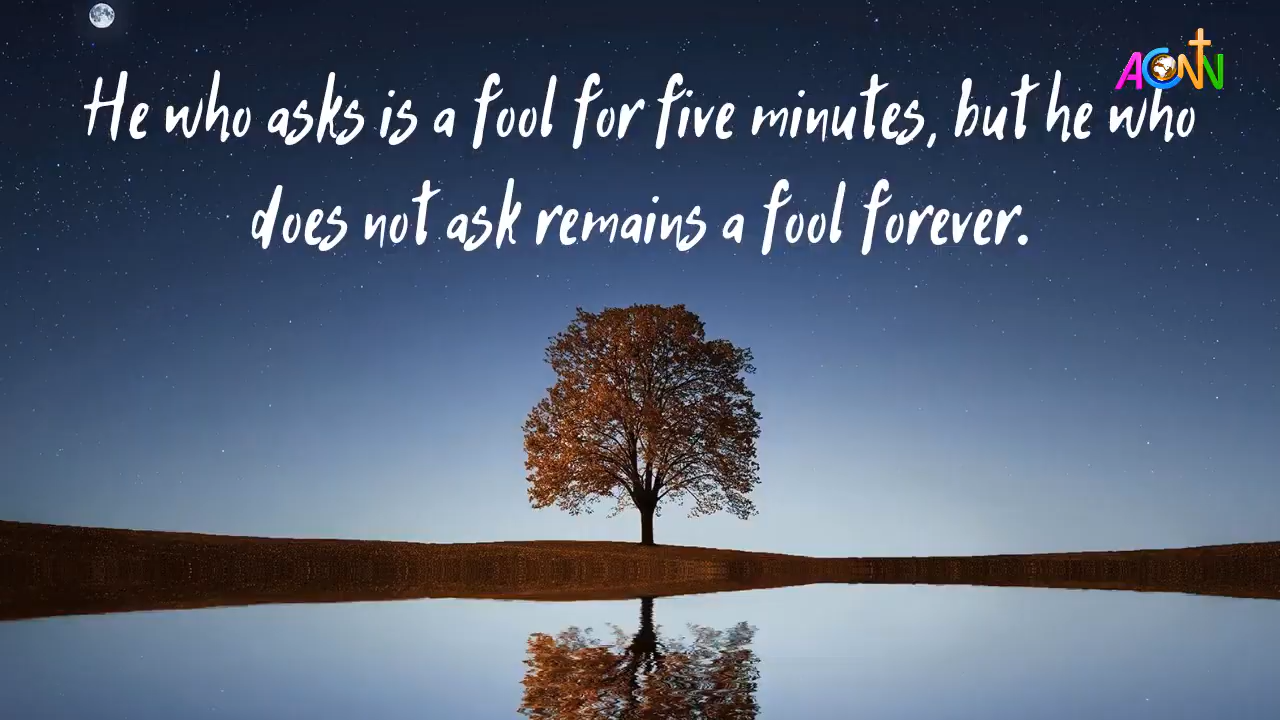 ACNN
He who asks is a fool for five minutes, but he who
does not ask remains a fool forever.